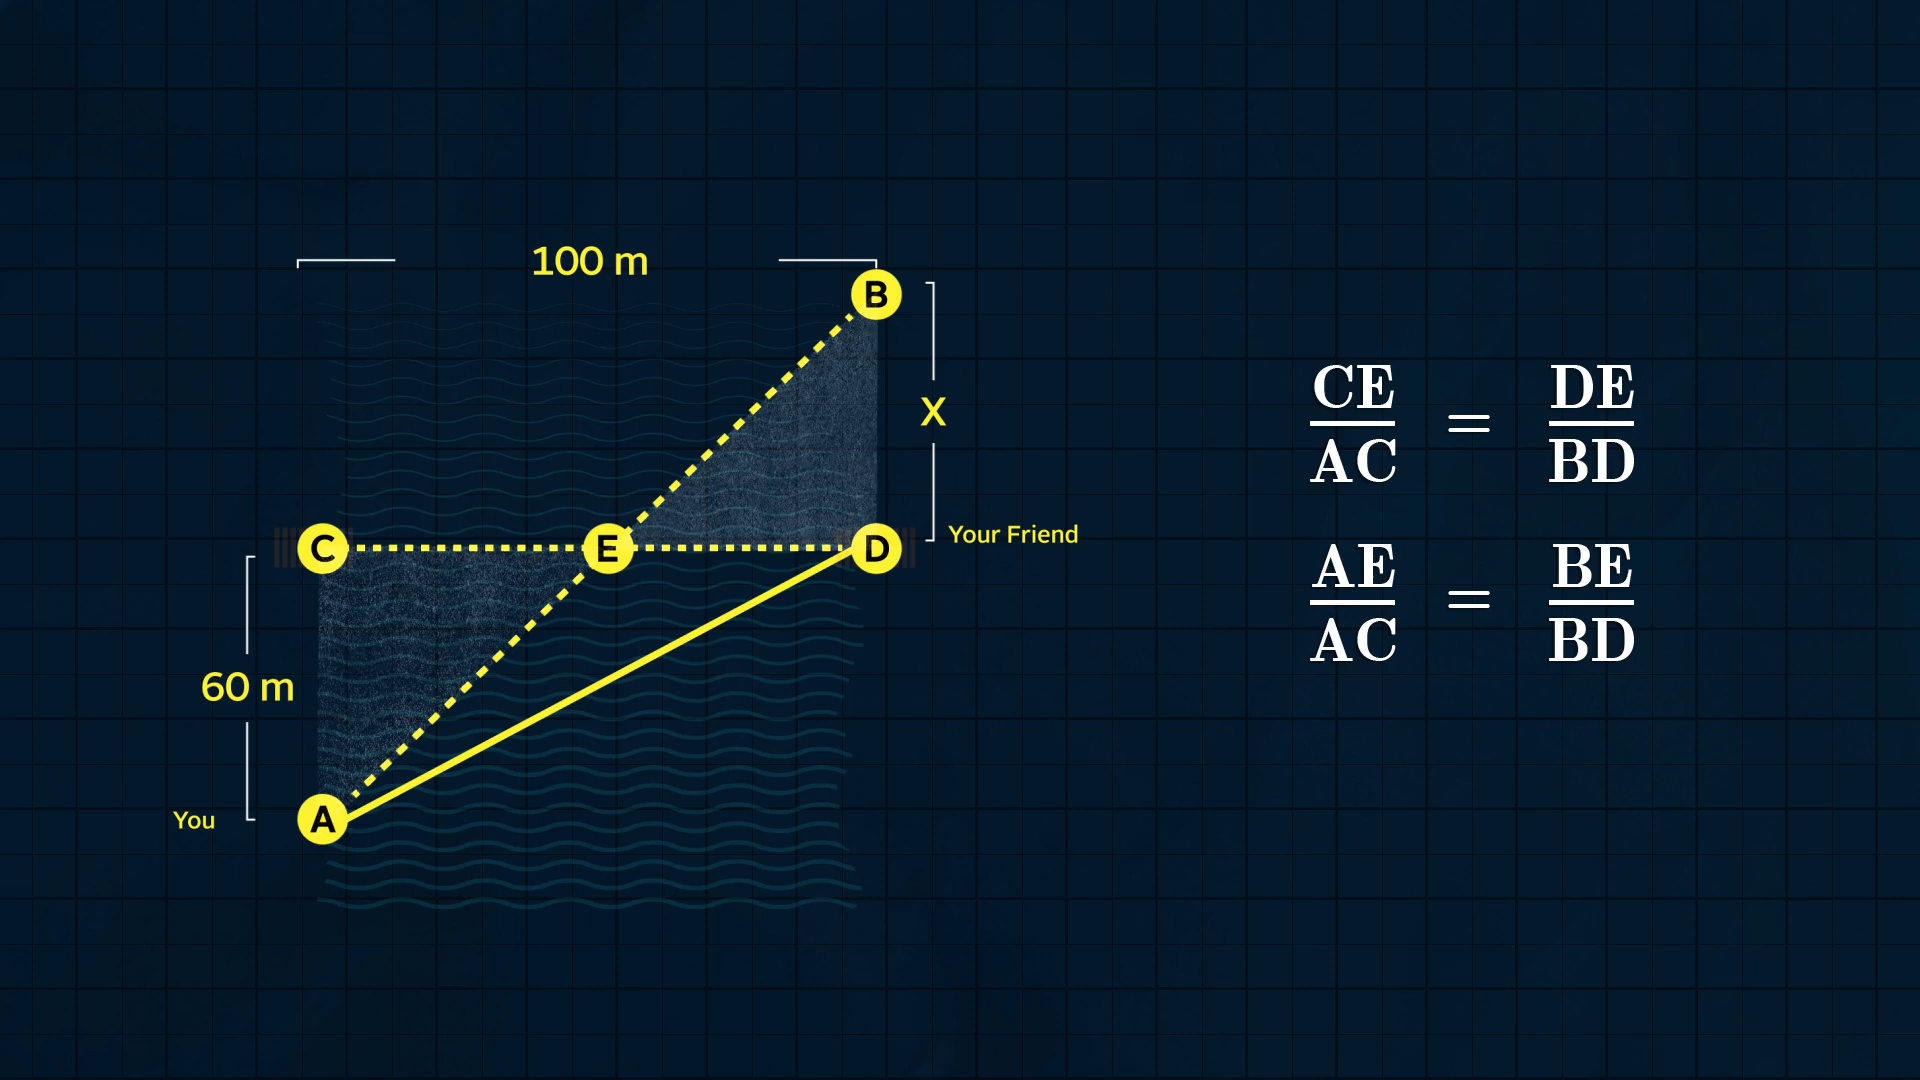 100 m
B
X
C
E
D
Your Friend
60 m
You
A
CE/AC = DE/BD
AE/AC = BE/BD